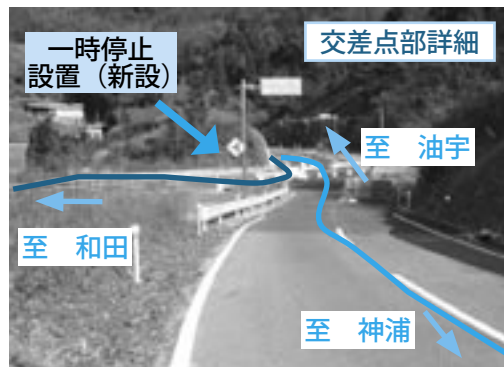 一時停止
設置（新設）
交差点部詳細
至　油宇
至　和田
至　神浦